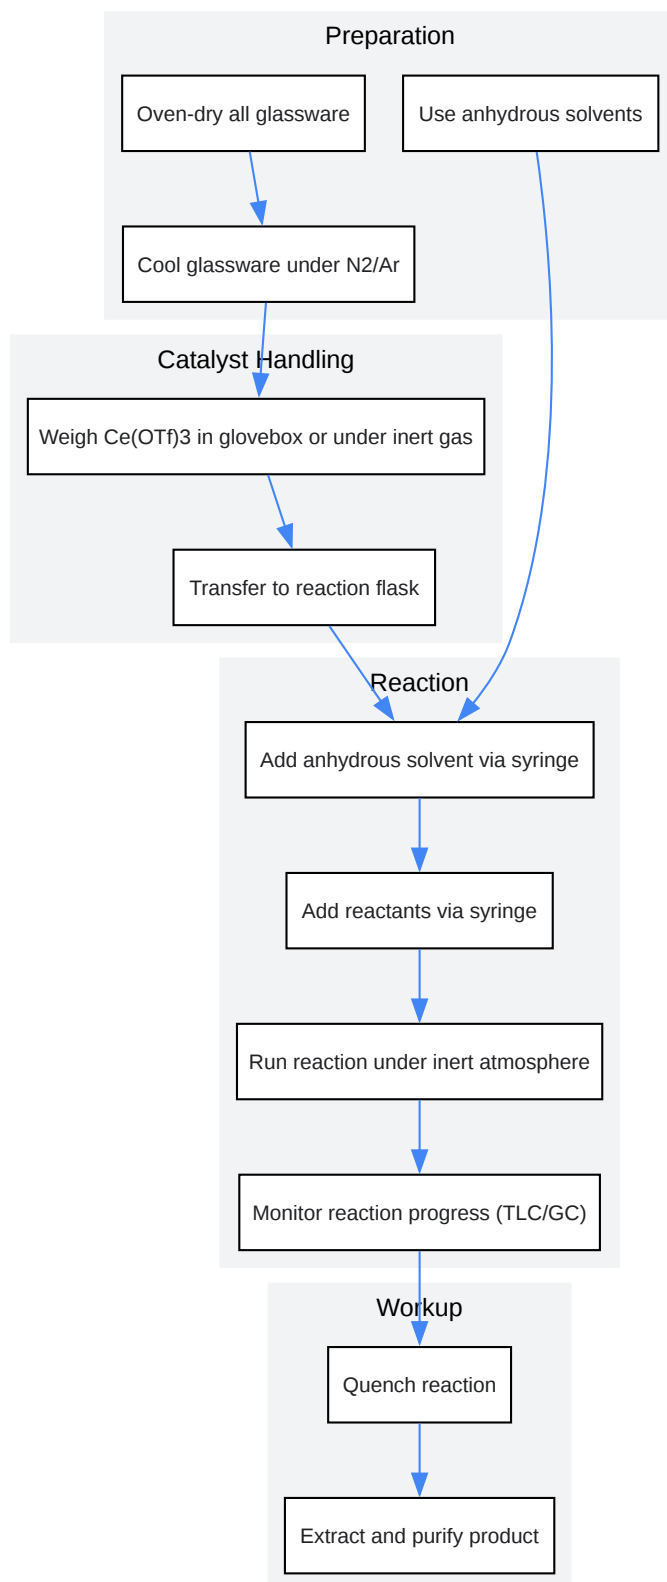 Preparation
Oven-dry all glassware
Use anhydrous solvents
Cool glassware under N2/Ar
Catalyst Handling
Weigh Ce(OTf)3 in glovebox or under inert gas
Transfer to reaction flask
Reaction
Add anhydrous solvent via syringe
Add reactants via syringe
Run reaction under inert atmosphere
Monitor reaction progress (TLC/GC)
Workup
Quench reaction
Extract and purify product